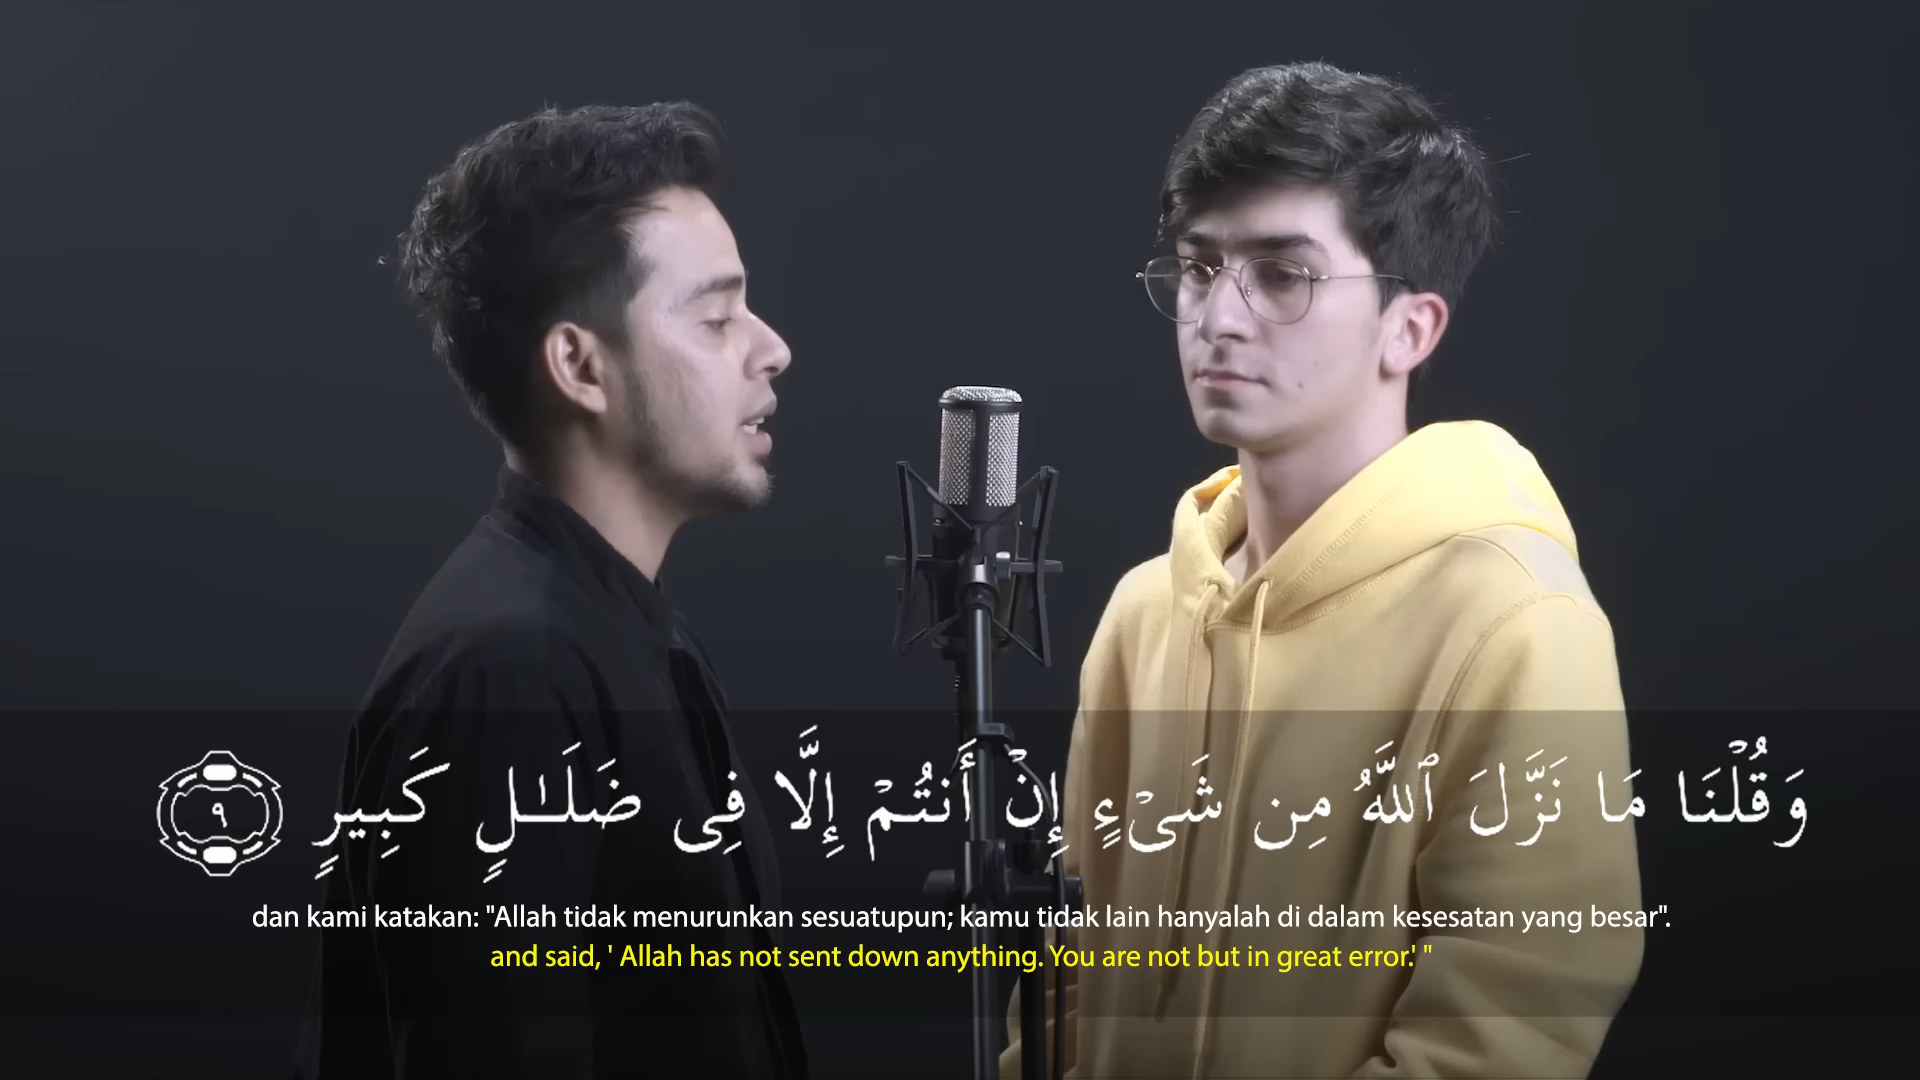 وَقُلْنَا مَا نَزَّلَ ٱللَّهُ مِن شَىْءٍ إِنْ أَنتُمْ إِلَّا فِى ضَلَـٰلٍ كَبِيرٍ ٩
dan kami katakan: "Allah tidak menurunkan sesuatupun; kamu tidak lain hanyalah di dalam kesesatan yang besar".
and said, ' Allah has not sent down anything. You are not but in great error.' "